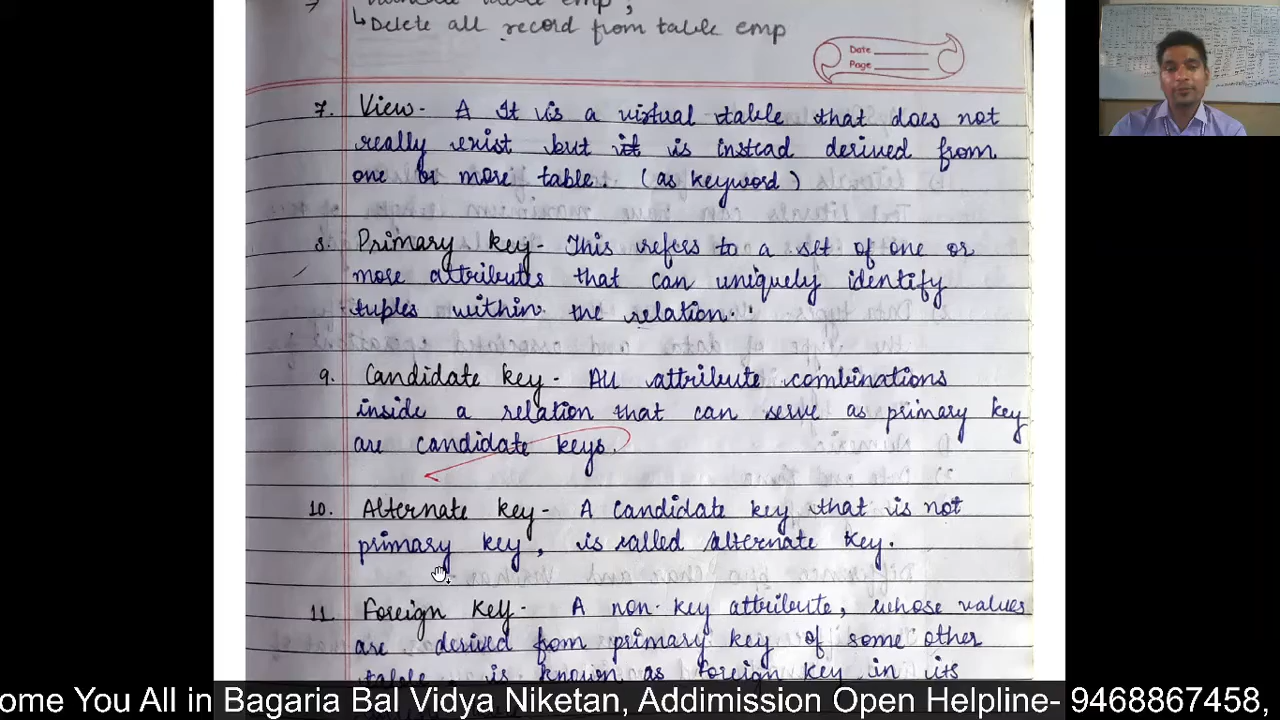 ↳Delete all record from table emp
Date
Page
7. View - A It is a virtual table that does not
really exist but it is instead derived from
one or more table. (as keyword)
8. Primary key - This refers to a set of one or
more attributes that can uniquely identify
tuples within the relation.
9. Candidate key - All attribute combinations
inside a relation that can serve as primary key
are candidate keys.
10. Alternate key - A candidate key that is not
primary key, is called alternate key.
11. Foreign key - A non-key attribute, whose values
are derived from primary key of some other
table, is known as foreign key in its
ome You All in Bagaria Bal Vidya Niketan, Addimission Open Helpline- 9468867458,